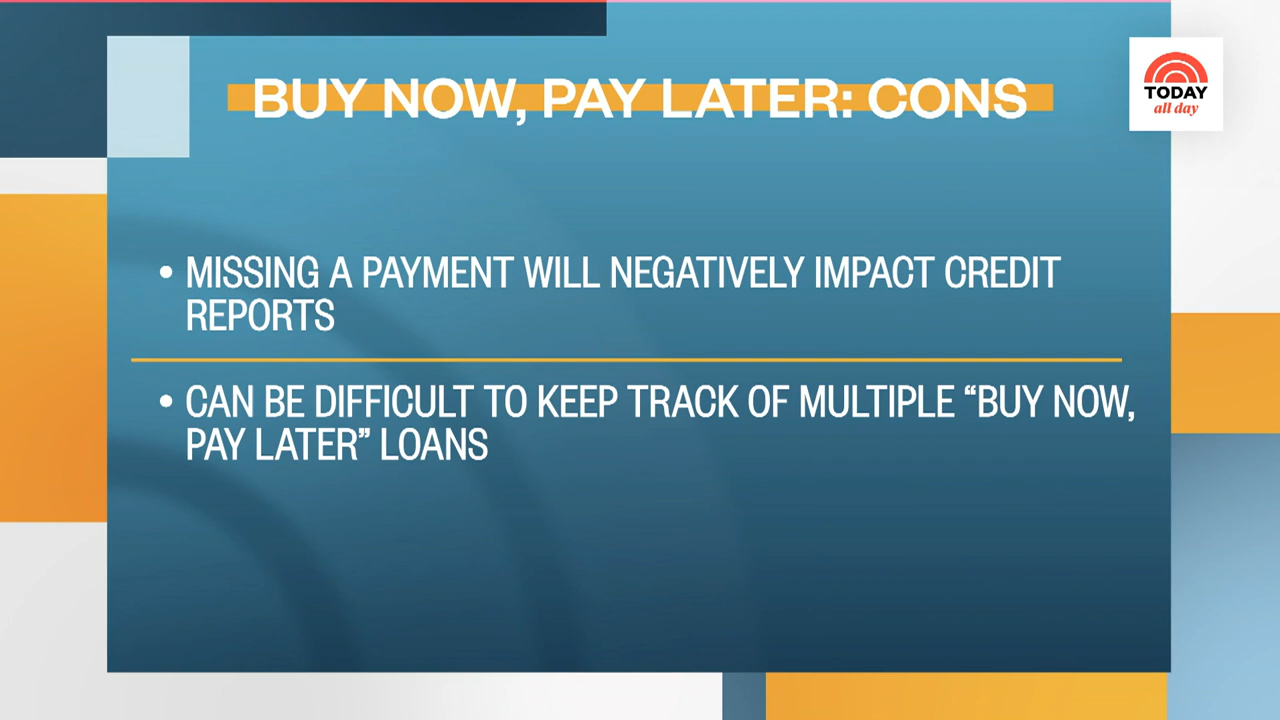 BUY NOW, PAY LATER: CONS
TODAY
all day
• MISSING A PAYMENT WILL NEGATIVELY IMPACT CREDIT
REPORTS
• CAN BE DIFFICULT TO KEEP TRACK OF MULTIPLE “BUY NOW,
PAY LATER” LOANS